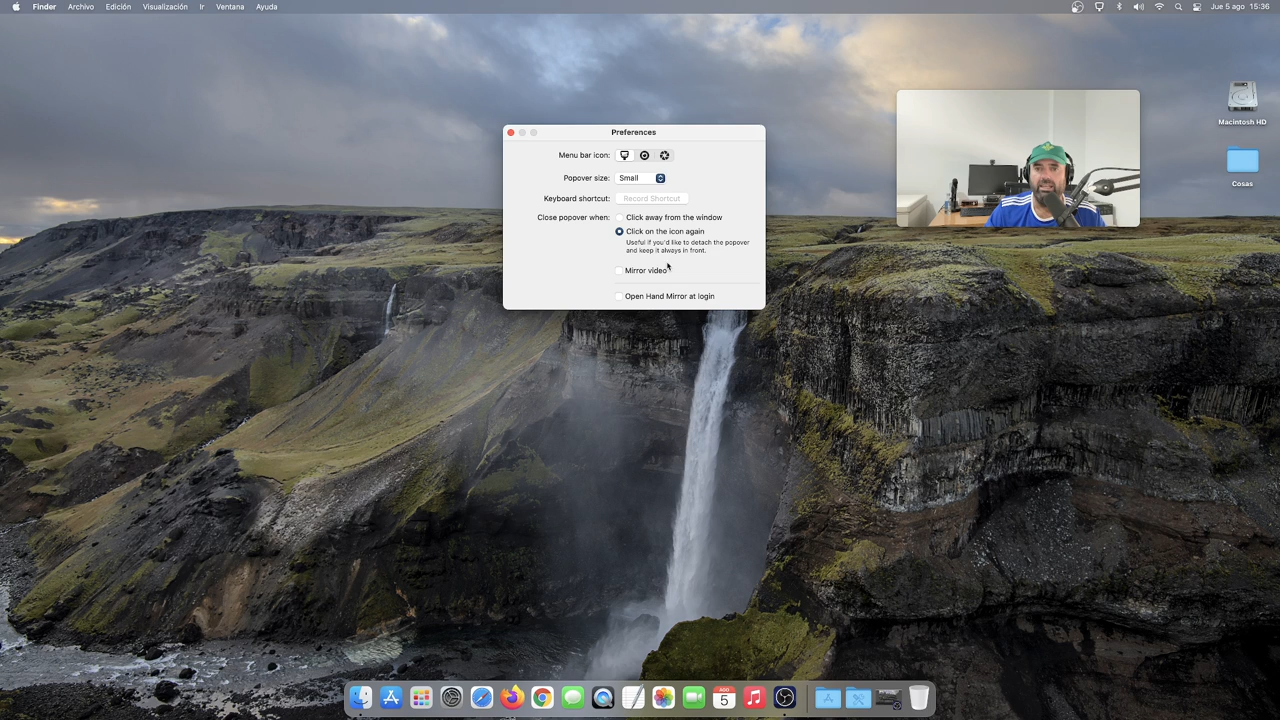 Finder Archivo Edición Visualización Ir Ventana Ayuda Jue 5 ago 15:36
Preferences
Menu bar icon:
Popover size: Small
Keyboard shortcut: Record Shortcut
Close popover when: Click away from the window
Click on the icon again
Useful if you'd like to detach the popover
and keep it always in front.
Mirror video
Open Hand Mirror at login
Macintosh HD
Cosas
AGO
5